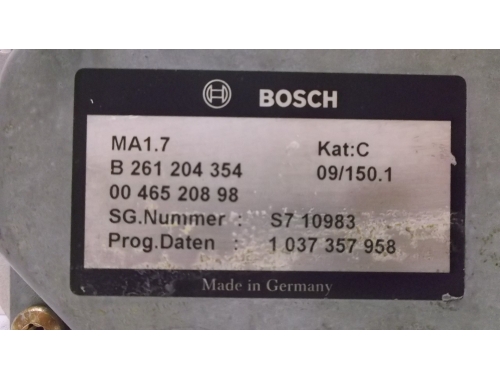 BOSCH
MA1.7 Kat:C
B 261 204 354 09/150.1
00 465 208 98
SG.Nummer : S7 10983
Prog.Daten : 1 037 357 958
Made in Germany